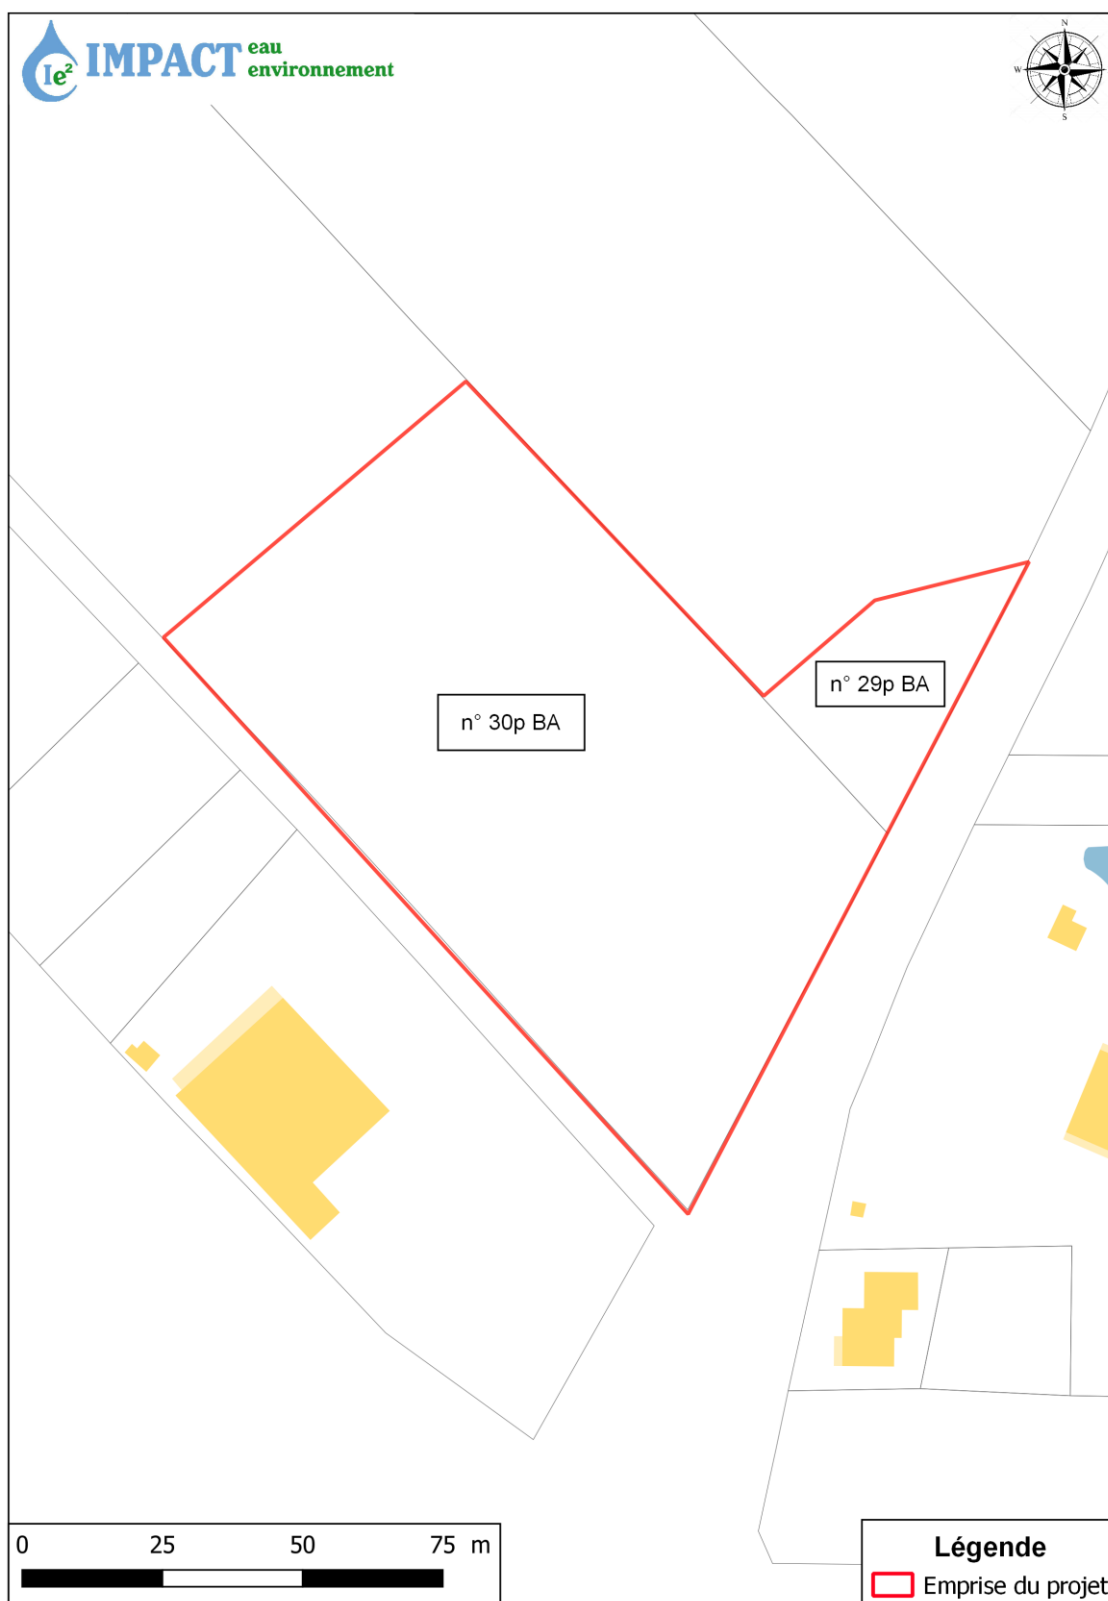 Ie² IMPACT eau
environnement
N
W
S
n° 29p BA
n° 30p BA
0 25 50 75 m
Légende
Emprise du projet